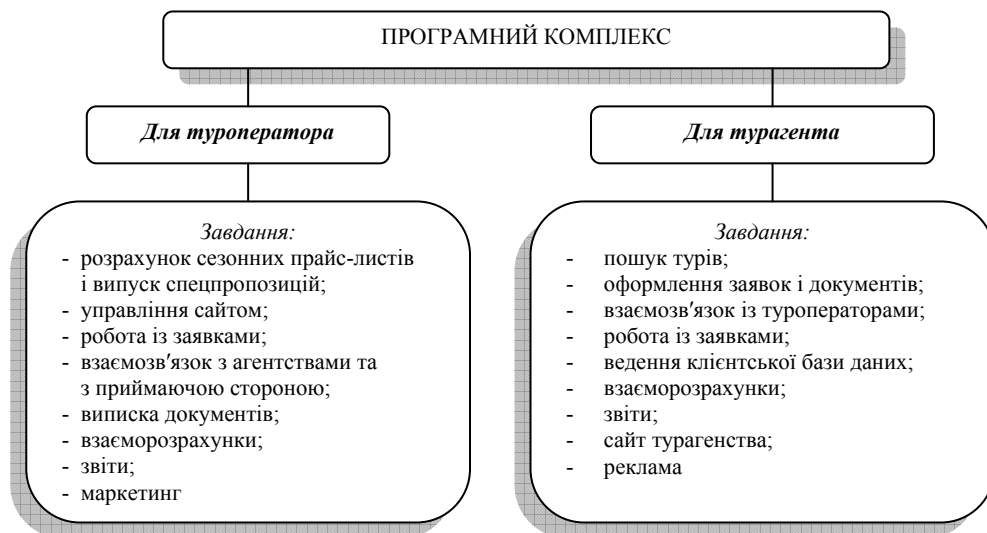 ПРОГРАМНИЙ КОМПЛЕКС
Для туроператора
Для турагента
Завдання:
- розрахунок сезонних прайс-листів
і випуск спецпропозицій;
- управління сайтом;
- робота із заявками;
- взаємозв'язок з агентствами та
з приймаючою стороною;
- виписка документів;
- взаєморозрахунки;
- звіти;
- маркетинг
Завдання:
- пошук турів;
- оформлення заявок і документів;
- взаємозв'язок із туроператорами;
- робота із заявками;
- ведення клієнтської бази даних;
- взаєморозрахунки;
- звіти;
- сайт турагенства;
- реклама